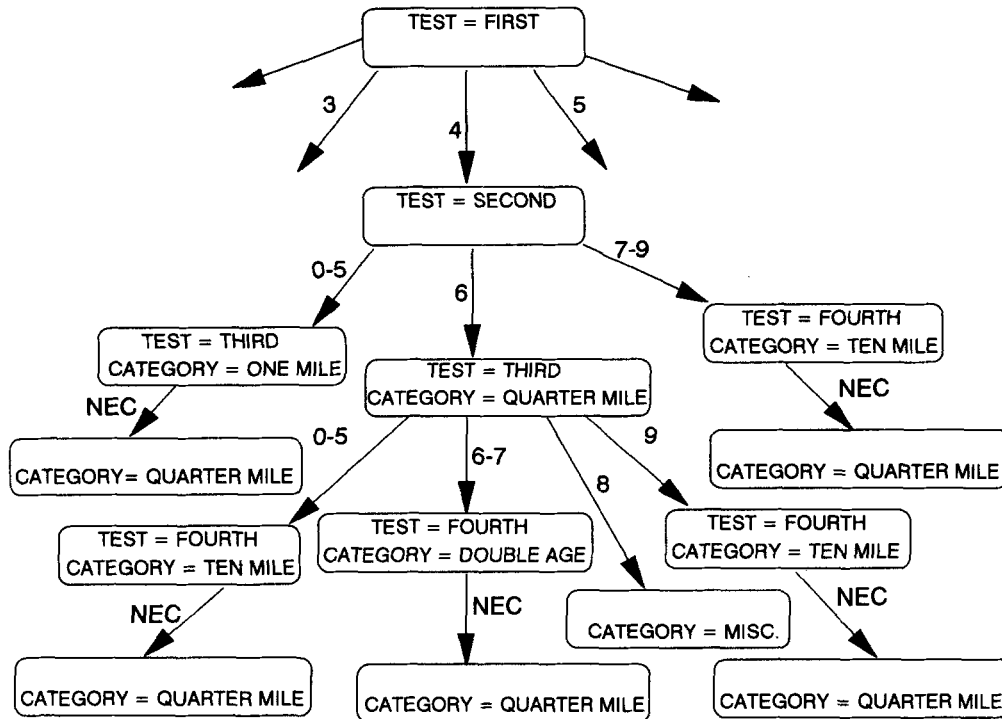 TEST = FIRST
3
4
5
TEST = SECOND
0-5
6
7-9
TEST = THIRD
CATEGORY = ONE MILE
TEST = THIRD
CATEGORY = QUARTER MILE
TEST = FOURTH
CATEGORY = TEN MILE
NEC
NEC
CATEGORY= QUARTER MILE
0-5
6-7
8
9
CATEGORY = QUARTER MILE
TEST = FOURTH
CATEGORY = TEN MILE
TEST = FOURTH
CATEGORY = DOUBLE AGE
TEST = FOURTH
CATEGORY = TEN MILE
NEC
NEC
CATEGORY = MISC.
NEC
CATEGORY = QUARTER MILE
CATEGORY = QUARTER MILE
CATEGORY = QUARTER MILE